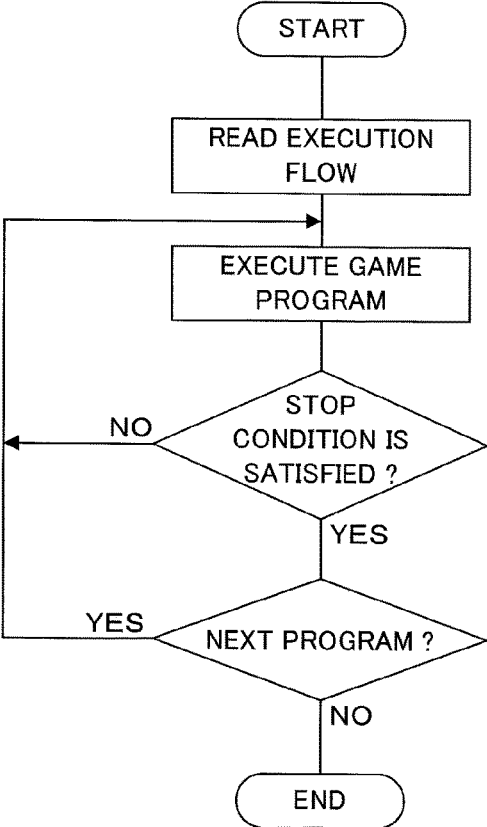 START
READ EXECUTION
FLOW
EXECUTE GAME
PROGRAM
STOP
CONDITION IS
SATISFIED ?
NO
YES
NEXT PROGRAM ?
YES
NO
END